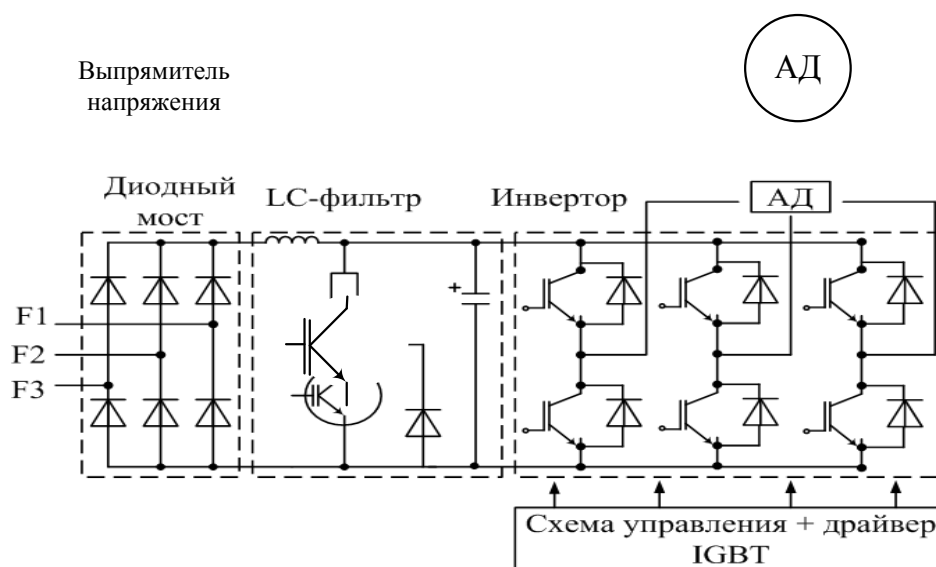 Выпрямитель
напряжения
АД
Диодный
мост
LC-фильтр
Инвертор
АД
+
F1
F2
F3
Схема управления + драйвер
IGBT